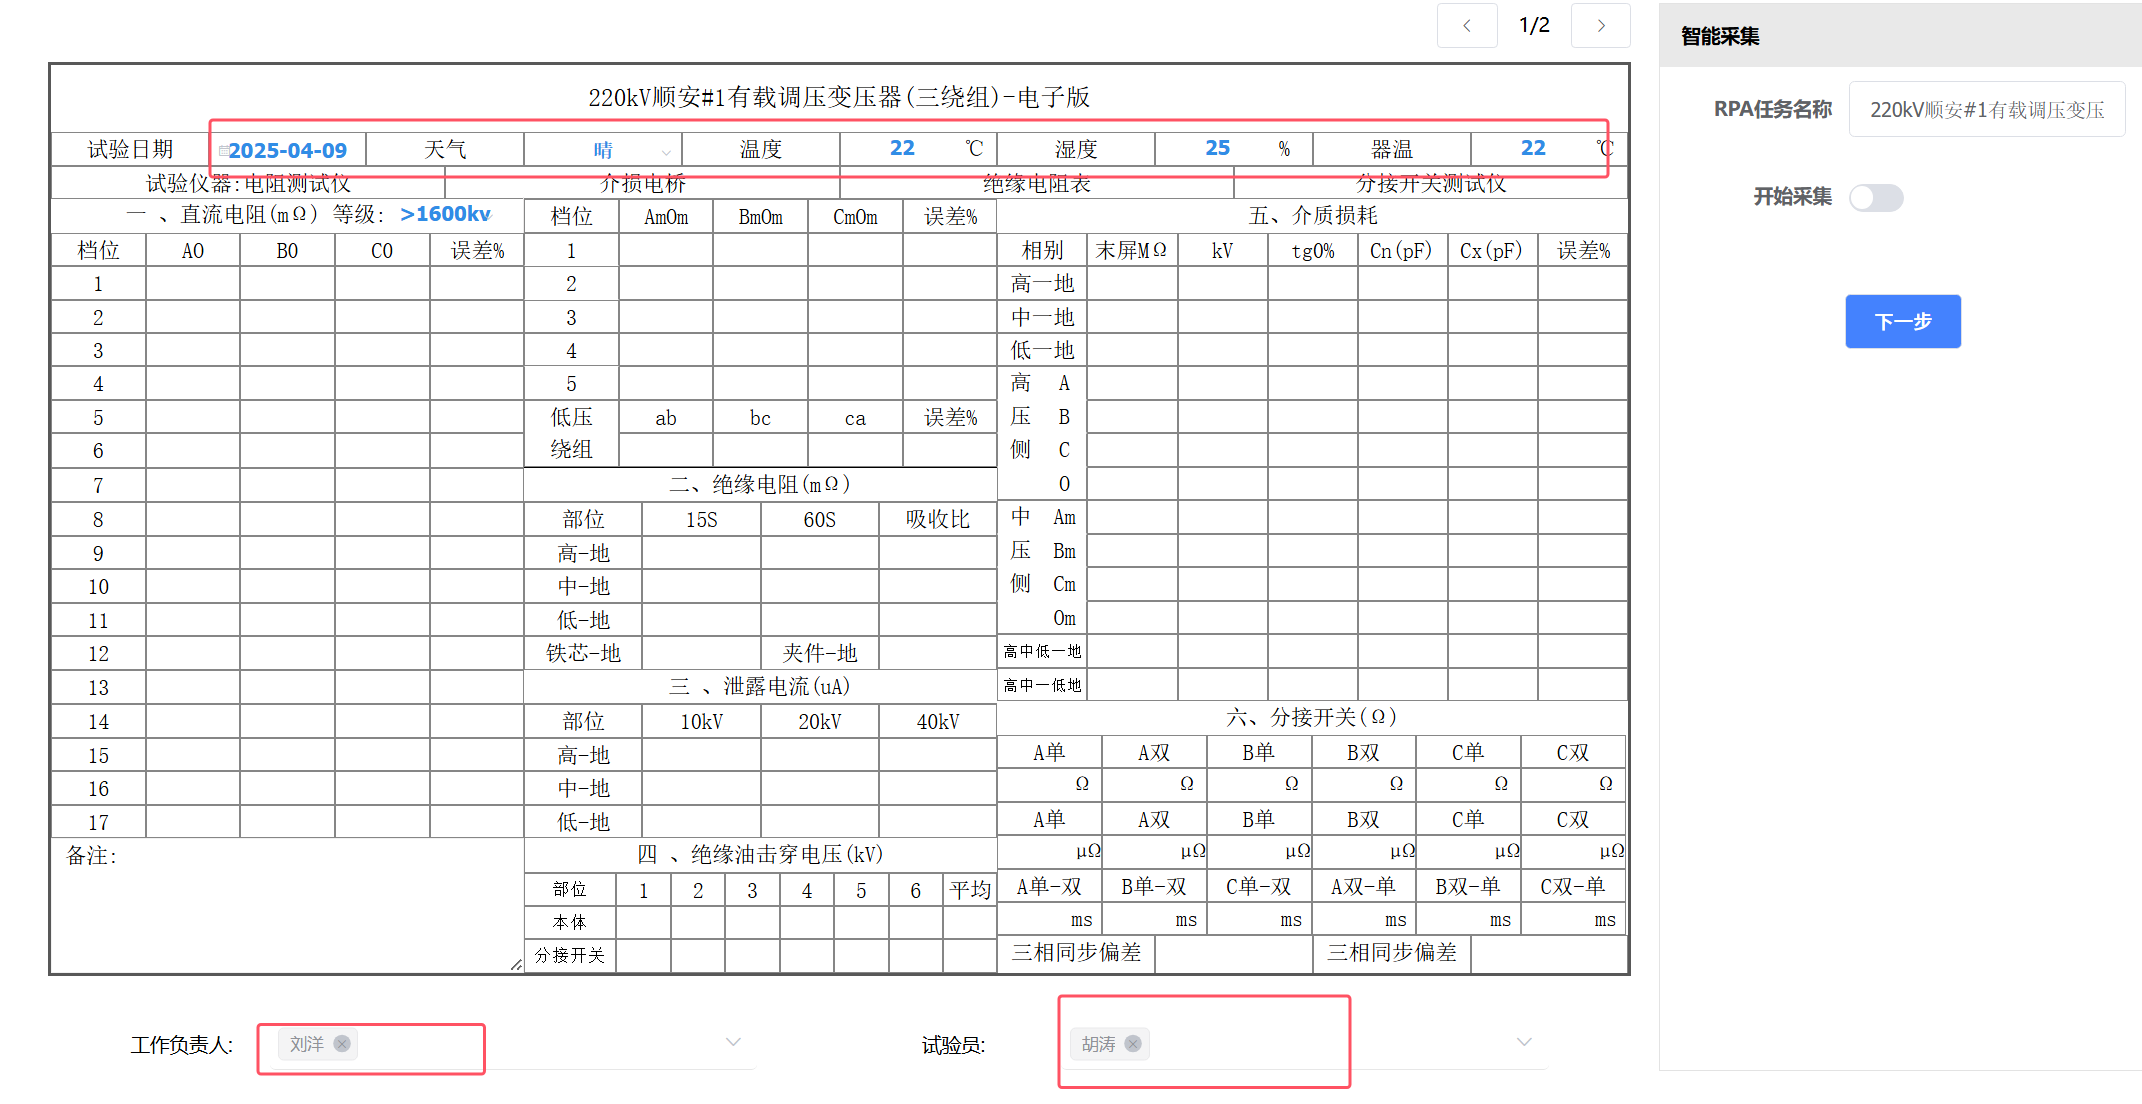 1/2
智能采集
RPA任务名称 220kV顺安#1有载调压变压
开始采集
下一步
220kV顺安#1有载调压变压器(三绕组)-电子版
试验日期 2025-04-09 天气 晴 温度 22 ℃ 湿度 25 % 器温 22 ℃
试验仪器:电阻测试仪 介损电桥 绝缘电阻表 分接开关测试仪
一 、直流电阻(mΩ) 等级: >1600kv
档位 A0 B0 C0 误差%
1
2
3
4
5
6
7
8
9
10
11
12
13
14
15
16
17
备注:
档位 AmOm BmOm CmOm 误差%
1
2
3
4
5
低压绕组 ab bc ca 误差%
二、绝缘电阻(mΩ)
部位 15S 60S 吸收比
高-地
中-地
低-地
铁芯-地 夹件-地
三 、泄露电流(uA)
部位 10kV 20kV 40kV
高-地
中-地
低-地
四 、绝缘油击穿电压(kV)
部位 1 2 3 4 5 6 平均
本体
分接开关
五、介质损耗
相别 末屏MΩ kV tg0% Cn(pF) Cx(pF) 误差%
高一地
中一地
低一地
高 A
压 B
侧 C
O
中 Am
压 Bm
侧 Cm
Om
高中低一地
高中一低地
六、分接开关(Ω)
A单 A双 B单 B双 C单 C双
Ω Ω Ω Ω Ω Ω
A单 A双 B单 B双 C单 C双
μΩ μΩ μΩ μΩ μΩ μΩ
A单-双 B单-双 C单-双 A双-单 B双-单 C双-单
ms ms ms ms ms ms
三相同步偏差 三相同步偏差
工作负责人: 刘洋 试验员: 胡涛